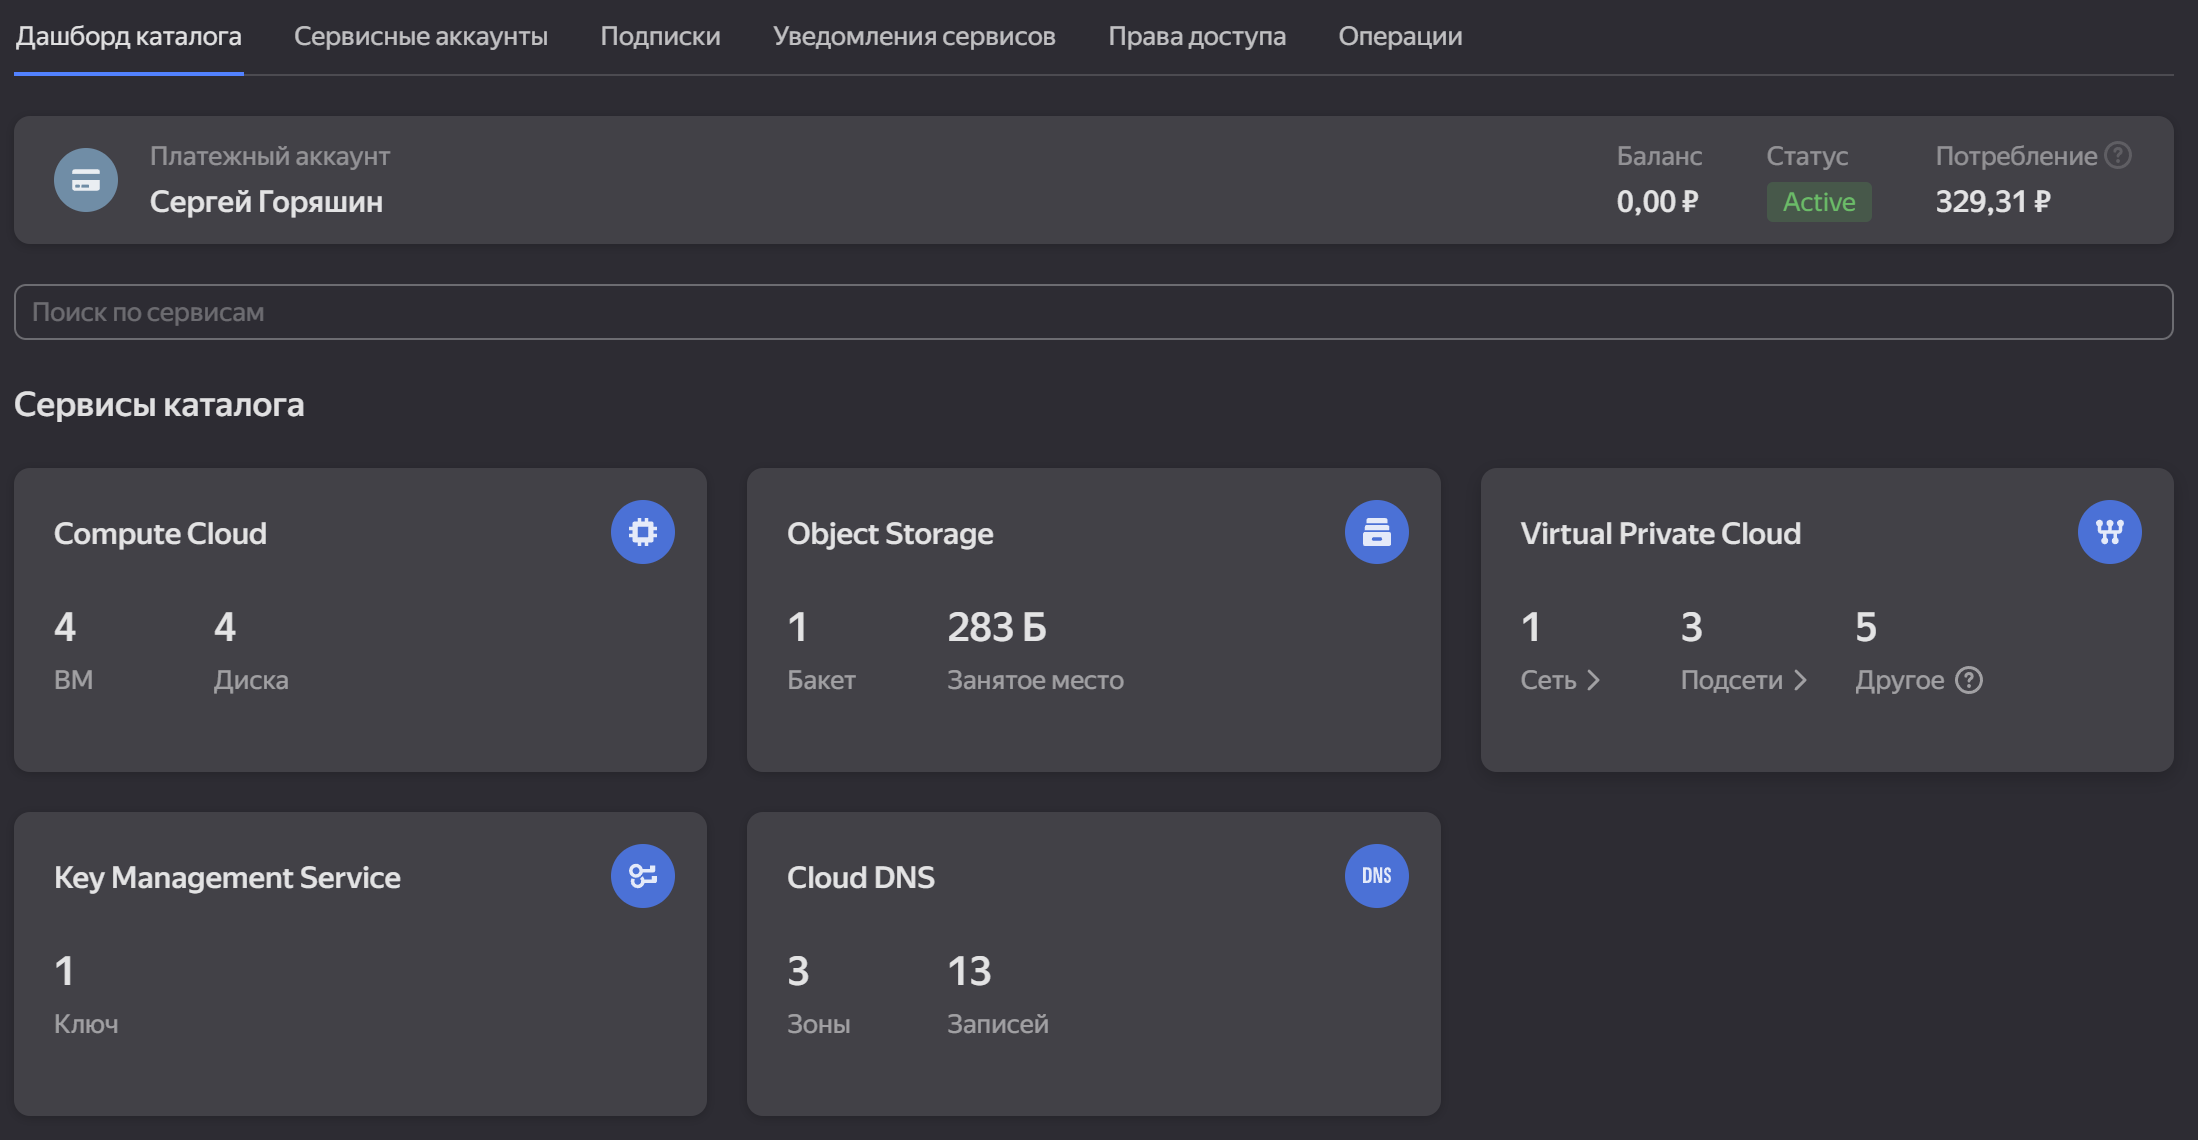 Дашборд каталога Сервисные аккаунты Подписки Уведомления сервисов Права доступа Операции
Платежный аккаунт
Сергей Горяшин
Баланс Статус Потребление ?
0,00 ₽ Active 329,31 ₽
Поиск по сервисам
Сервисы каталога
Compute Cloud
4 4
ВМ Диска
Object Storage
1 283 Б
Бакет Занятое место
Virtual Private Cloud
1 3 5
Сеть > Подсети > Другое ?
Key Management Service
1
Ключ
Cloud DNS
DNS
3 13
Зоны Записей